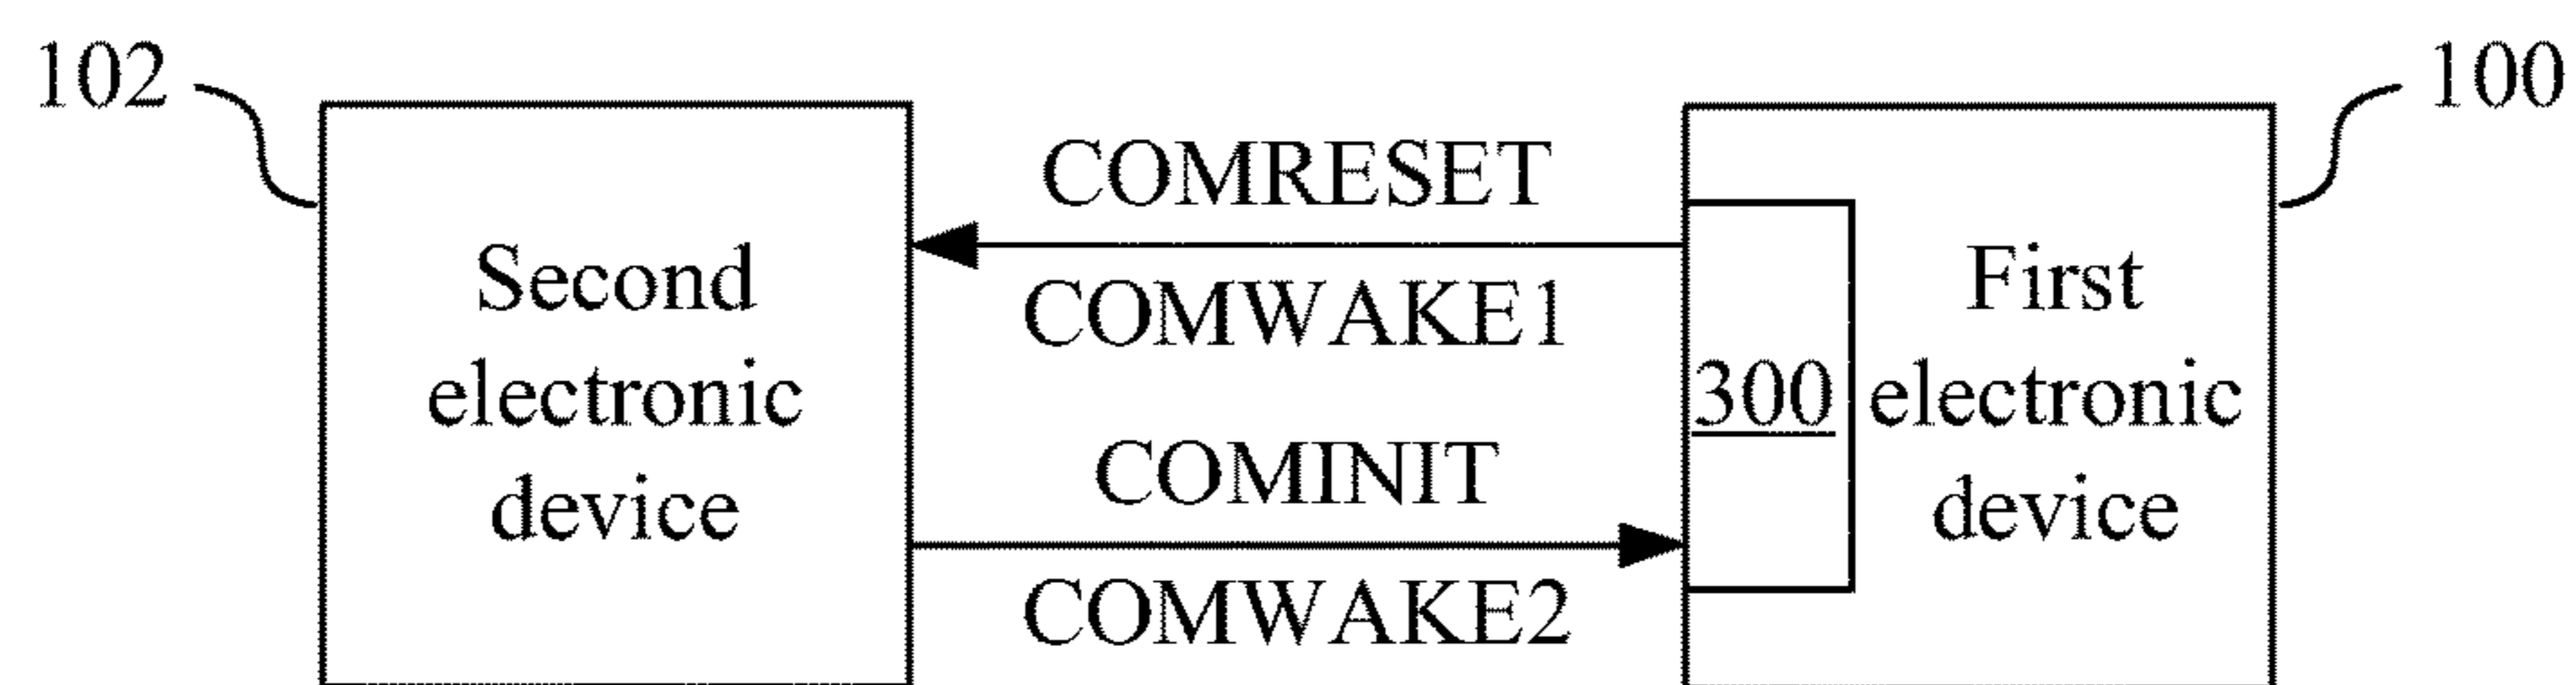 102
100
COMRESET
COMWAKE1
COMINIT
COMWAKE2
Second
electronic
device
300
First
electronic
device